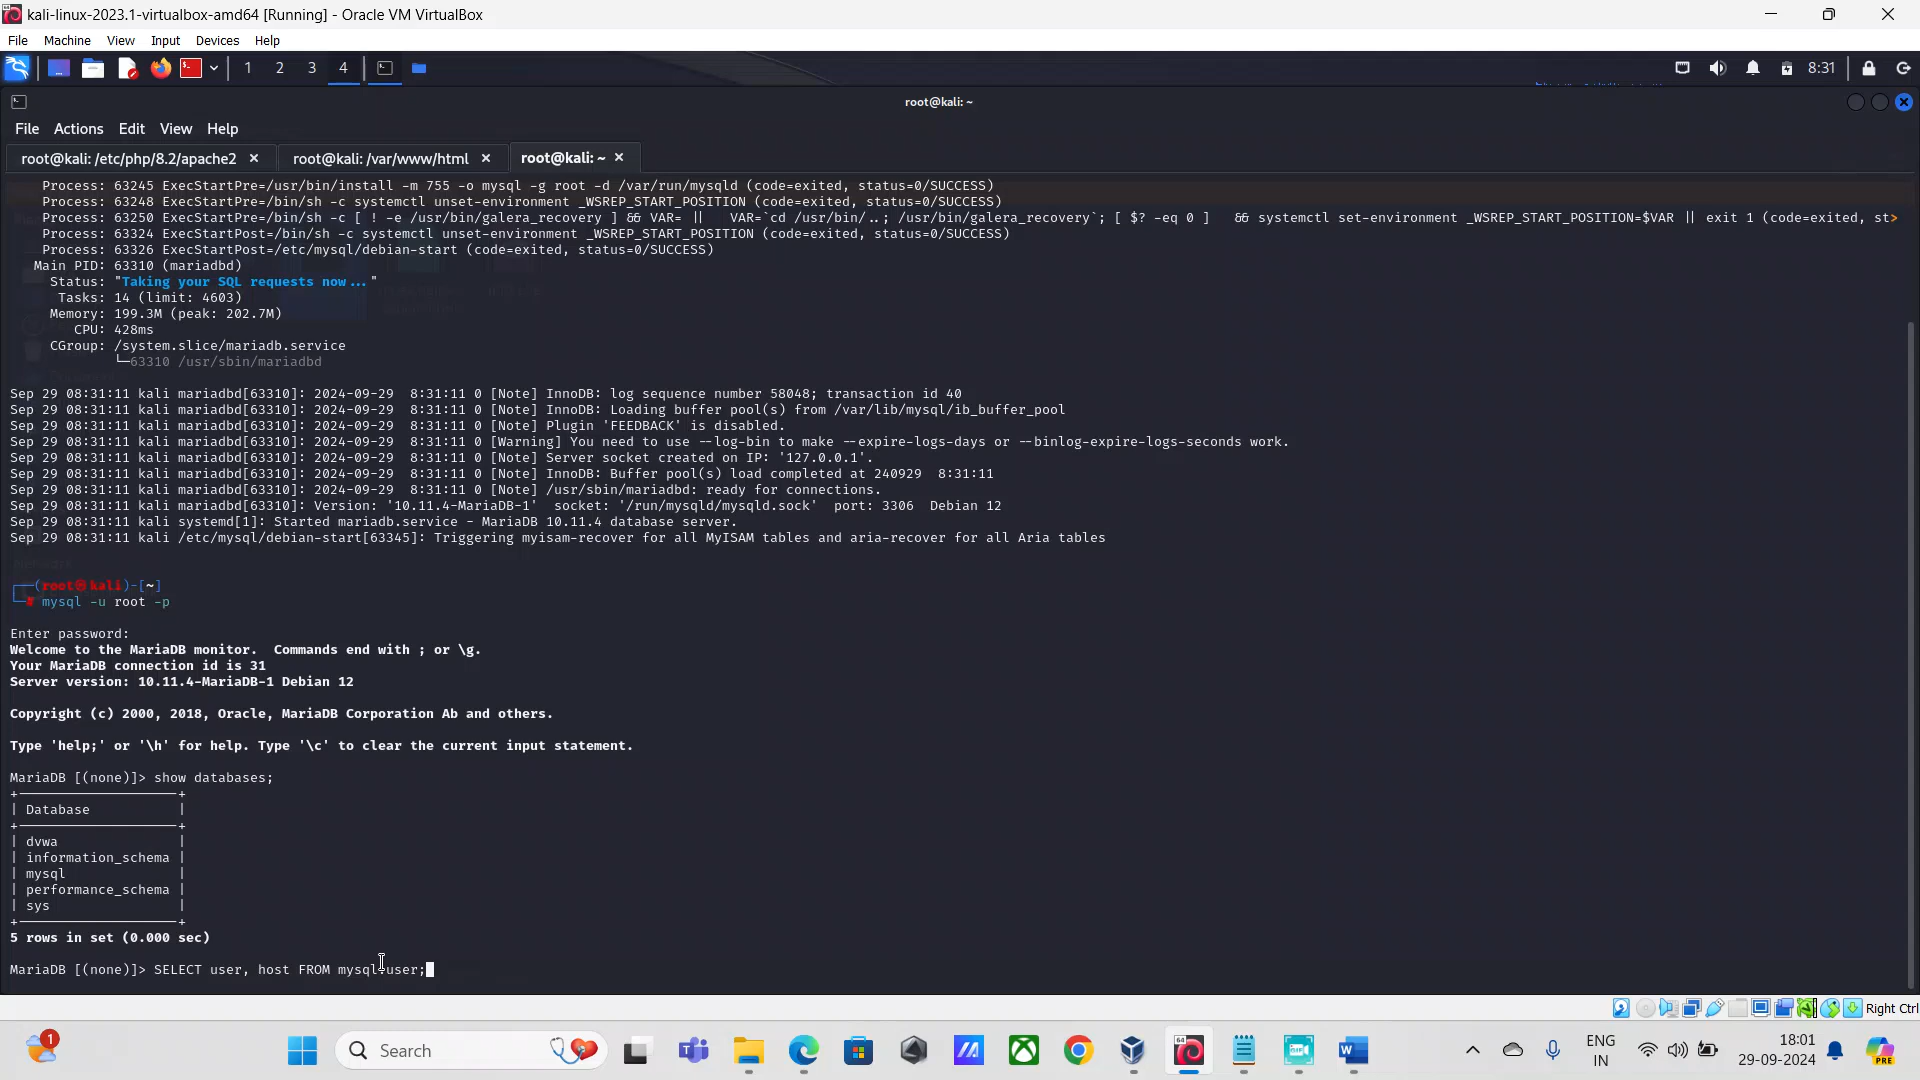 kali-linux-2023.1-virtualbox-amd64 [Running] - Oracle VM VirtualBox
File Machine View Input Devices Help
1 2 3 4 8:31
root@kali: ~
File Actions Edit View Help
root@kali: /etc/php/8.2/apache2 root@kali: /var/www/html root@kali: ~
Process: 63245 ExecStartPre=/usr/bin/install -m 755 -o mysql -g root -d /var/run/mysqld (code=exited, status=0/SUCCESS)
Process: 63248 ExecStartPre=/bin/sh -c systemctl unset-environment _WSREP_START_POSITION (code=exited, status=0/SUCCESS)
Process: 63250 ExecStartPre=/bin/sh -c [ ! -e /usr/bin/galera_recovery ] && VAR= || VAR=`cd /usr/bin/..; /usr/bin/galera_recovery`; [ $? -eq 0 ] && systemctl set-environment _WSREP_START_POSITION=$VAR || exit 1 (code=exited, st>
Process: 63324 ExecStartPost=/bin/sh -c systemctl unset-environment _WSREP_START_POSITION (code=exited, status=0/SUCCESS)
Process: 63326 ExecStartPost=/etc/mysql/debian-start (code=exited, status=0/SUCCESS)
Main PID: 63310 (mariadbd)
Status: "Taking your SQL requests now..."
Tasks: 14 (limit: 4603)
Memory: 199.3M (peak: 202.7M)
CPU: 428ms
CGroup: /system.slice/mariadb.service
└─63310 /usr/sbin/mariadbd
Sep 29 08:31:11 kali mariadbd[63310]: 2024-09-29  8:31:11 0 [Note] InnoDB: log sequence number 58048; transaction id 40
Sep 29 08:31:11 kali mariadbd[63310]: 2024-09-29  8:31:11 0 [Note] InnoDB: Loading buffer pool(s) from /var/lib/mysql/ib_buffer_pool
Sep 29 08:31:11 kali mariadbd[63310]: 2024-09-29  8:31:11 0 [Note] Plugin 'FEEDBACK' is disabled.
Sep 29 08:31:11 kali mariadbd[63310]: 2024-09-29  8:31:11 0 [Warning] You need to use --log-bin to make --expire-logs-days or --binlog-expire-logs-seconds work.
Sep 29 08:31:11 kali mariadbd[63310]: 2024-09-29  8:31:11 0 [Note] Server socket created on IP: '127.0.0.1'.
Sep 29 08:31:11 kali mariadbd[63310]: 2024-09-29  8:31:11 0 [Note] InnoDB: Buffer pool(s) load completed at 240929  8:31:11
Sep 29 08:31:11 kali mariadbd[63310]: 2024-09-29  8:31:11 0 [Note] /usr/sbin/mariadbd: ready for connections.
Sep 29 08:31:11 kali mariadbd[63310]: Version: '10.11.4-MariaDB-1'  socket: '/run/mysqld/mysqld.sock'  port: 3306  Debian 12
Sep 29 08:31:11 kali systemd[1]: Started mariadb.service - MariaDB 10.11.4 database server.
Sep 29 08:31:11 kali /etc/mysql/debian-start[63345]: Triggering myisam-recover for all MyISAM tables and aria-recover for all Aria tables
┌──(root㉿kali)-[~]
└─# mysql -u root -p
Enter password:
Welcome to the MariaDB monitor.  Commands end with ; or \g.
Your MariaDB connection id is 31
Server version: 10.11.4-MariaDB-1 Debian 12
Copyright (c) 2000, 2018, Oracle, MariaDB Corporation Ab and others.
Type 'help;' or '\h' for help. Type '\c' to clear the current input statement.
MariaDB [(none)]> show databases;
+--------------------+
| Database           |
+--------------------+
| dvwa               |
| information_schema |
| mysql              |
| performance_schema |
| sys                |
+--------------------+
5 rows in set (0.000 sec)
MariaDB [(none)]> SELECT user, host FROM mysql.user;
Right Ctrl
1 Search ENG IN 18:01 29-09-2024 PRE